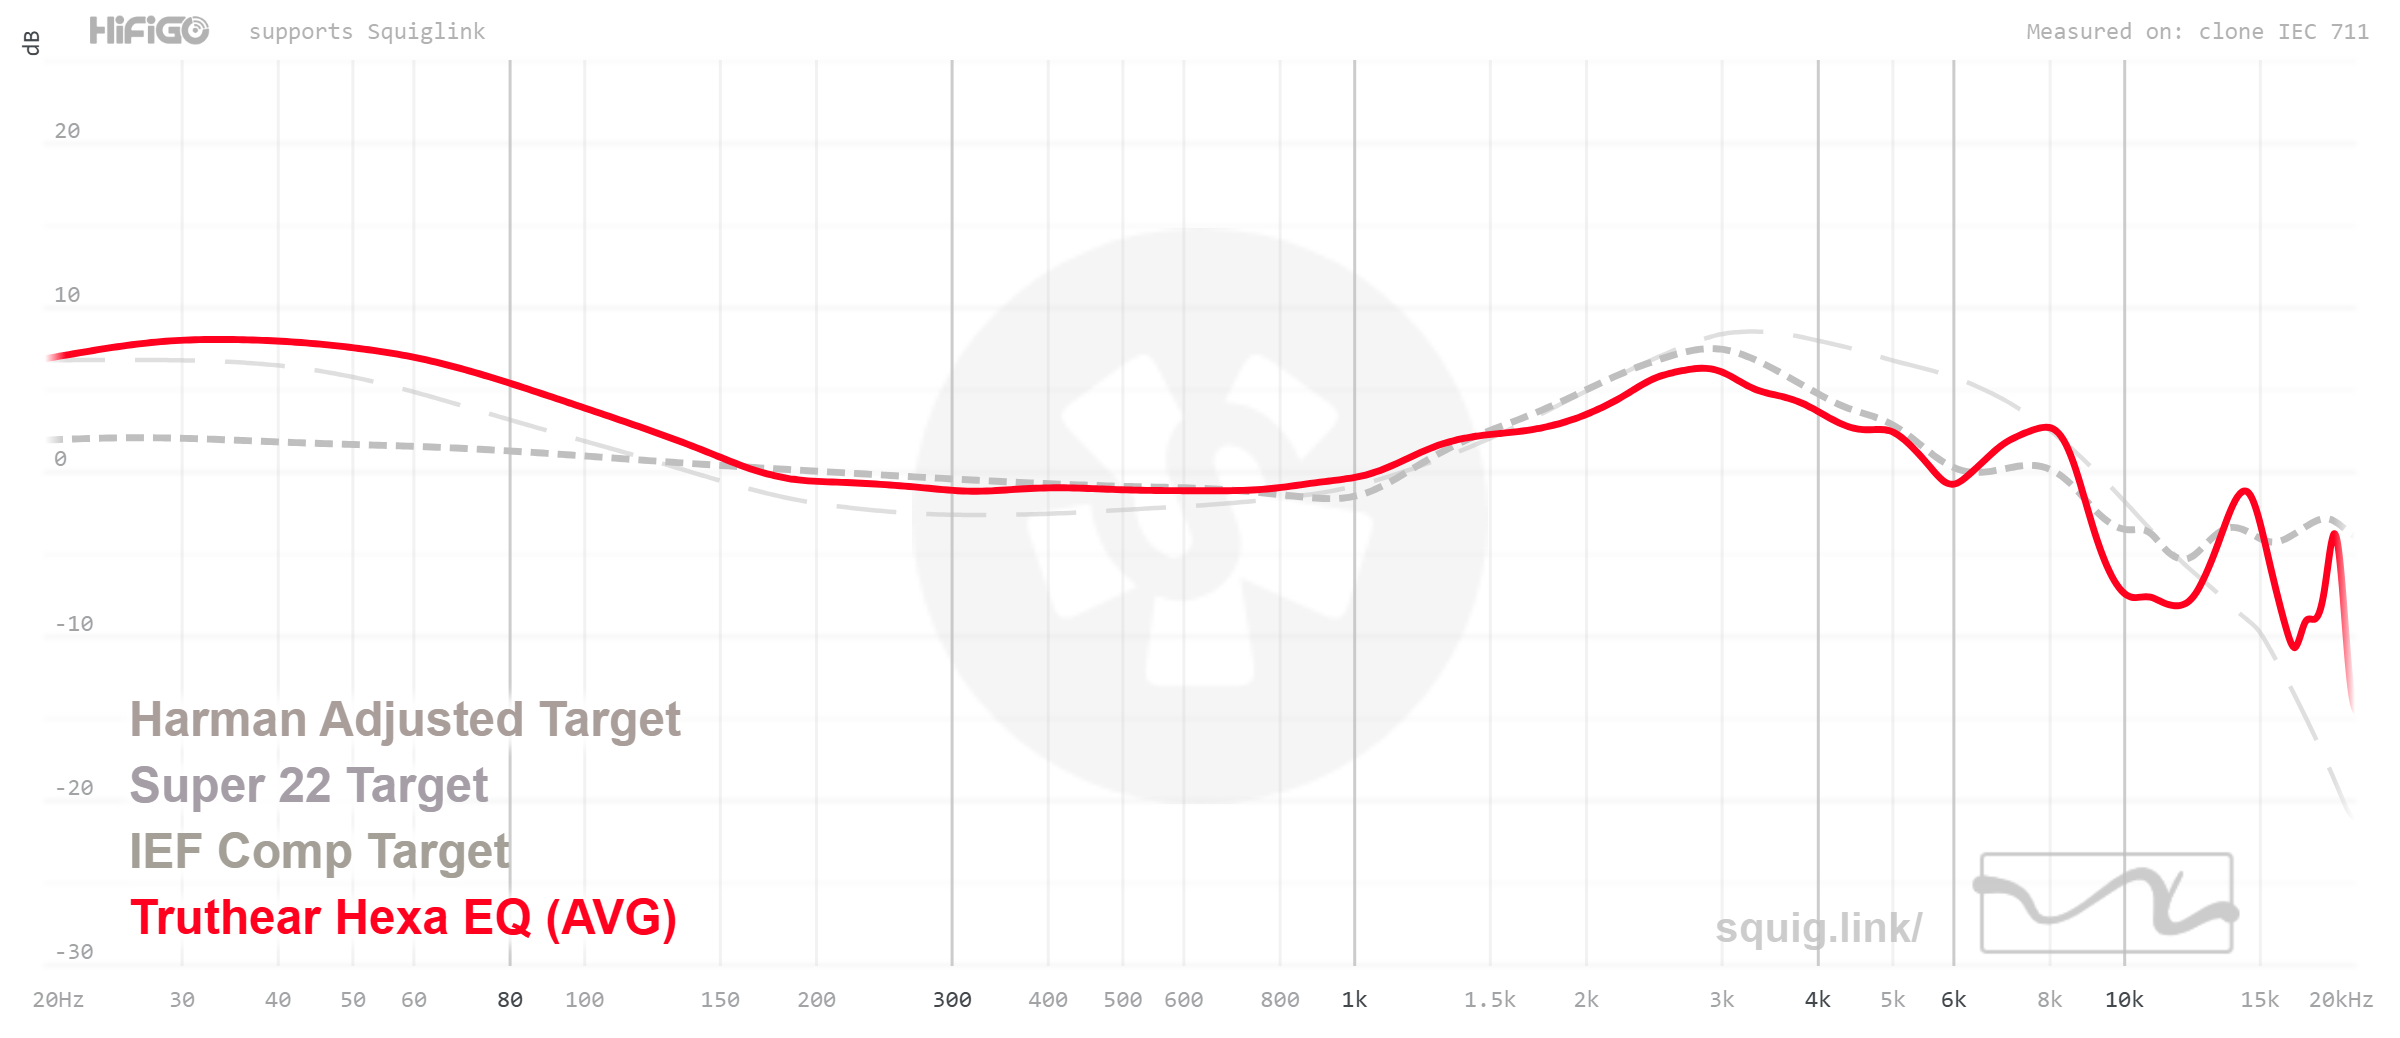 dB
HiFiGO supports Squiglink
Measured on: clone IEC 711
20
10
0
-10
-20
-30
Harman Adjusted Target
Super 22 Target
IEF Comp Target
Truthear Hexa EQ (AVG)
squig.link/
20Hz 30 40 50 60 80 100 150 200 300 400 500 600 800 1k 1.5k 2k 3k 4k 5k 6k 8k 10k 15k 20kHz